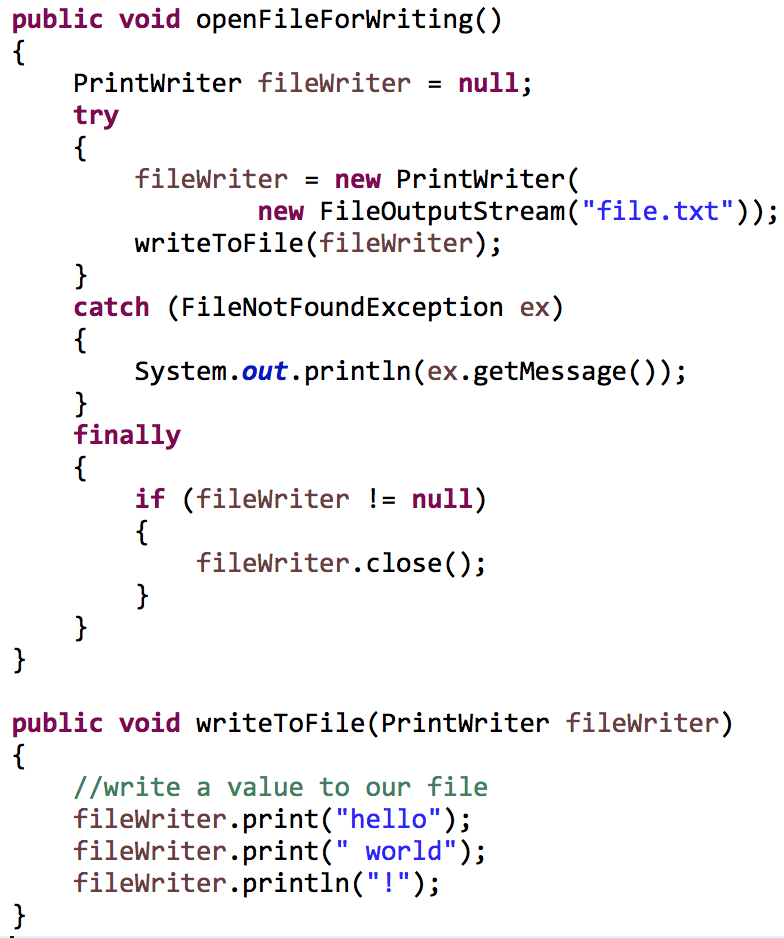 public void openFileForWriting()
{
    PrintWriter fileWriter = null;
    try
    {
        fileWriter = new PrintWriter(
                new FileOutputStream("file.txt"));
        writeToFile(fileWriter);
    }
    catch (FileNotFoundException ex)
    {
        System.out.println(ex.getMessage());
    }
    finally
    {
        if (fileWriter != null)
        {
            fileWriter.close();
        }
    }
}

public void writeToFile(PrintWriter fileWriter)
{
    //write a value to our file
    fileWriter.print("hello");
    fileWriter.print(" world");
    fileWriter.println("!");
}